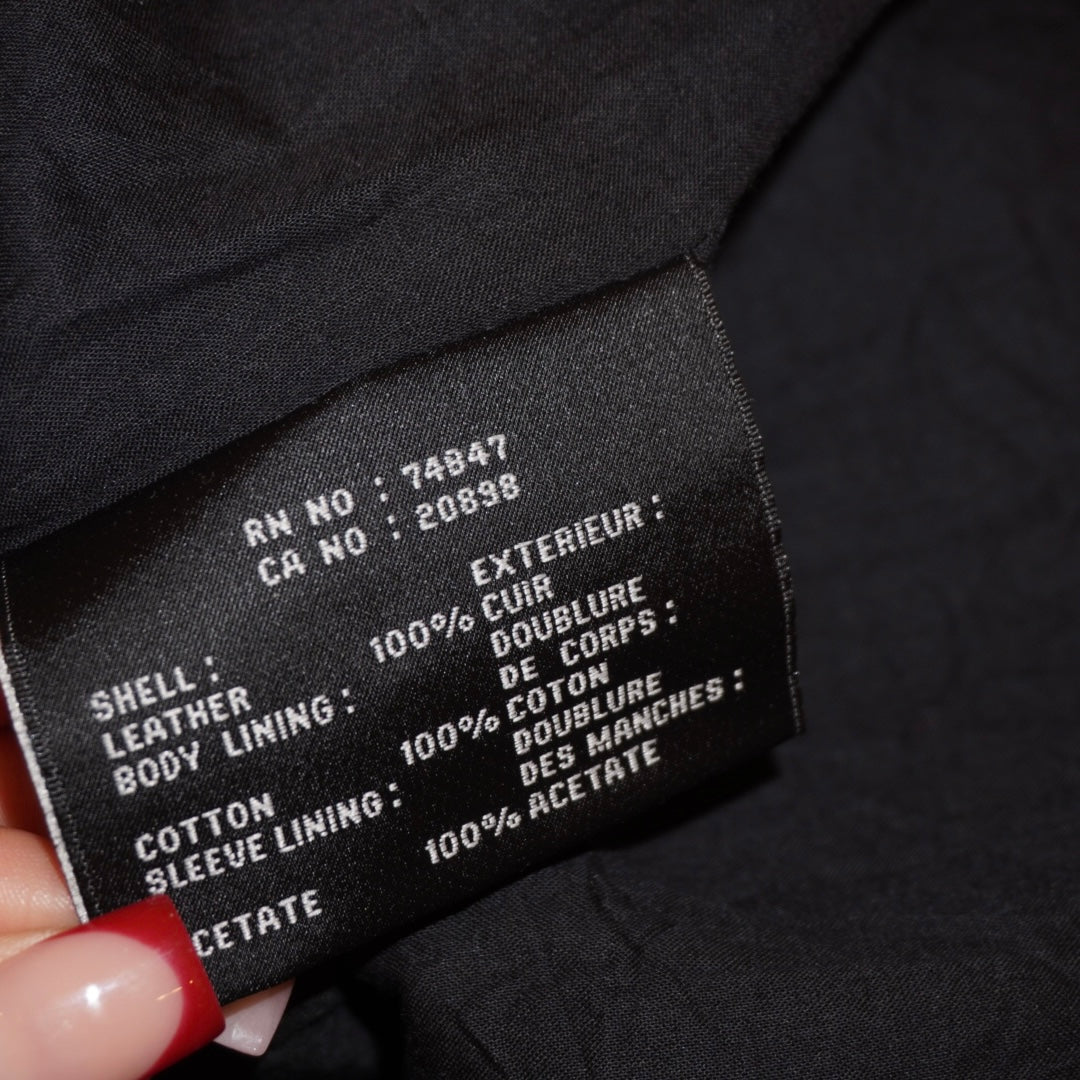 RN NO : 74847
CA NO : 20898
SHELL :
LEATHER
BODY LINING :
COTTON
SLEEVE LINING :
CETATE
100%
100%
100%
EXTERIEUR :
CUIR
DOUBLURE
DE CORPS :
COTON
DOUBLURE
DES MANCHES :
ACETATE